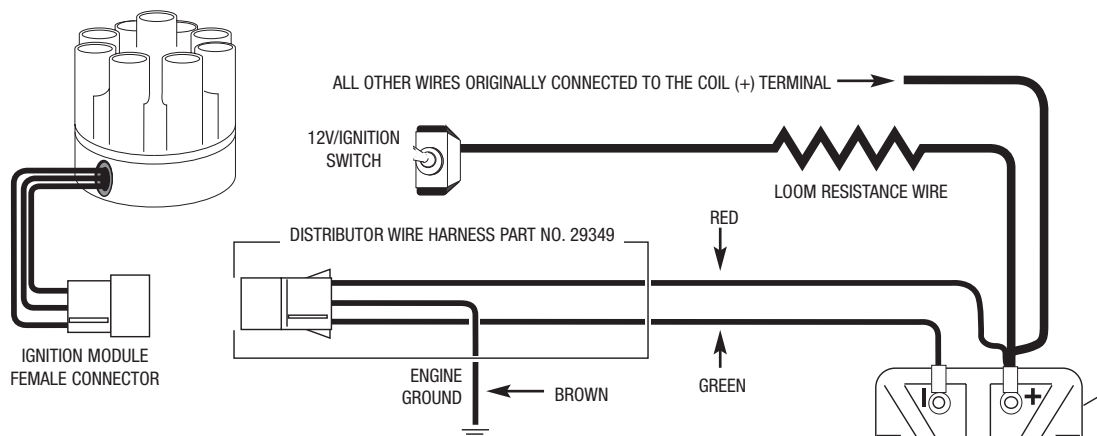 ALL OTHER WIRES ORIGINALLY CONNECTED TO THE COIL (+) TERMINAL
12V/IGNITION
SWITCH
LOOM RESISTANCE WIRE
RED
DISTRIBUTOR WIRE HARNESS PART NO. 29349
IGNITION MODULE
FEMALE CONNECTOR
ENGINE
GROUND
BROWN
GREEN
- +